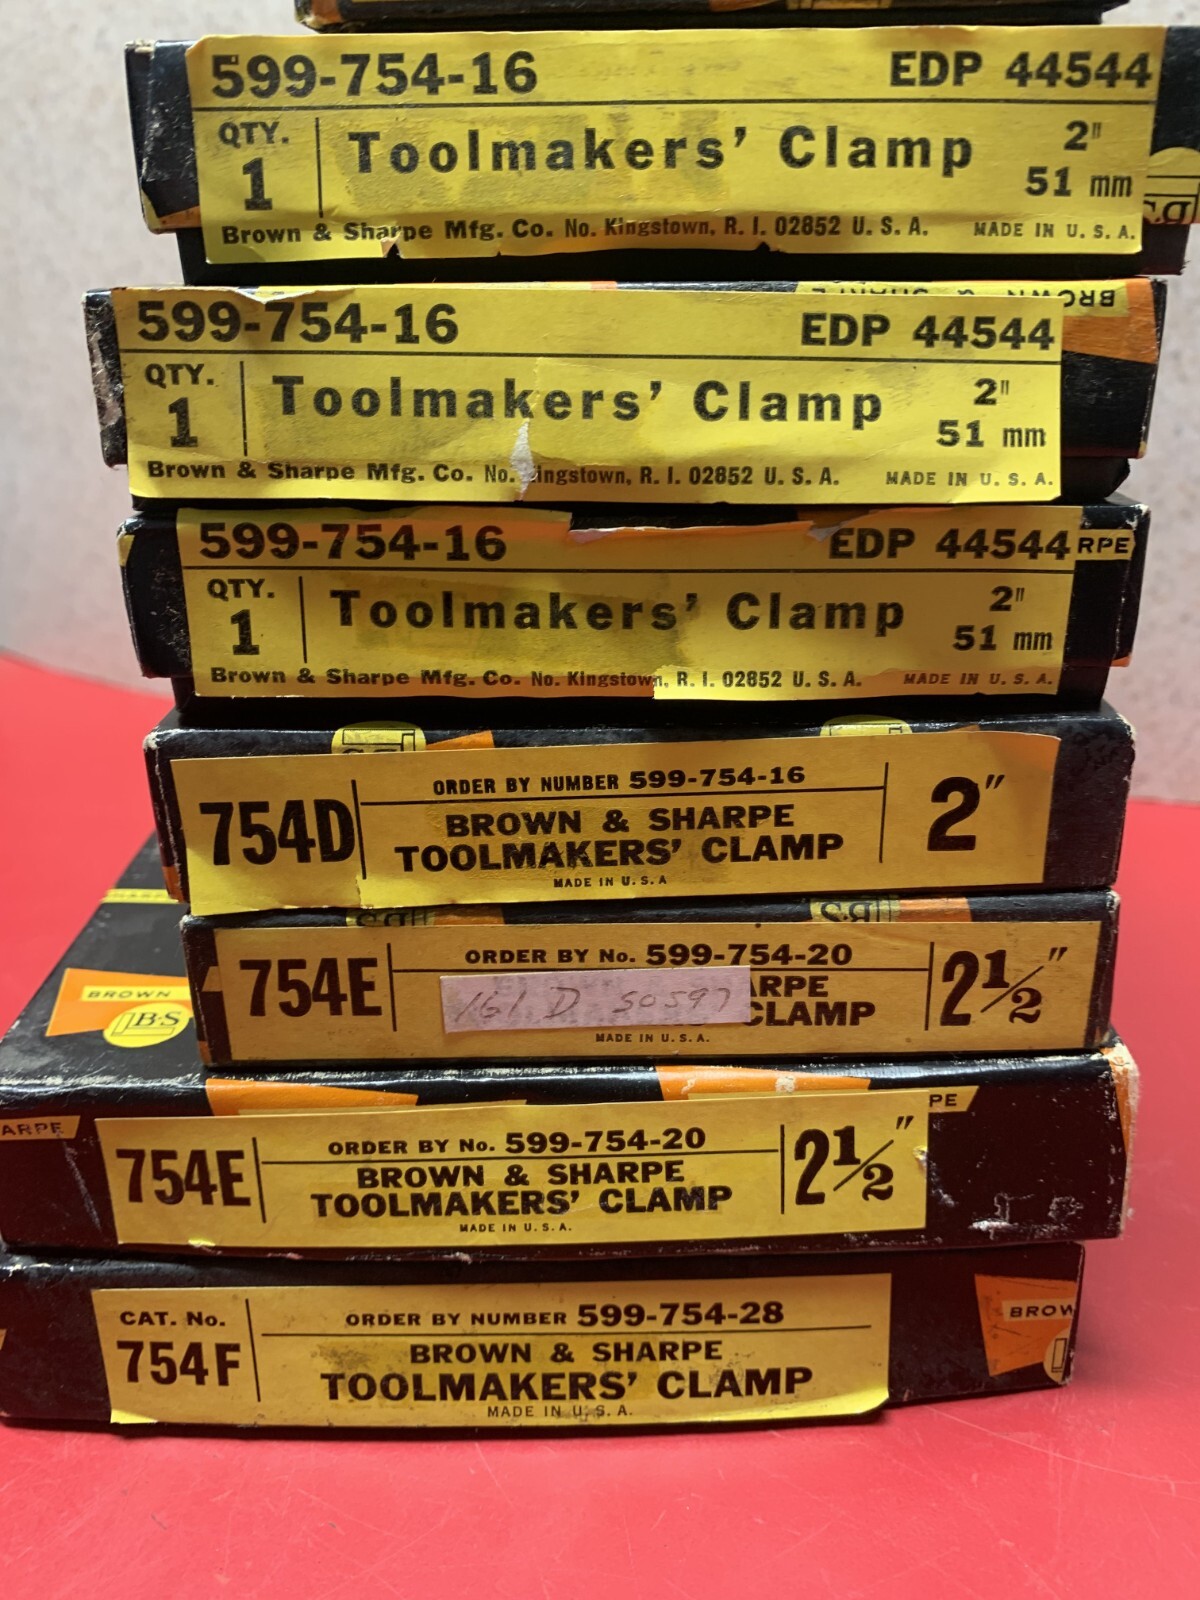 599-754-16 EDP 44544
QTY. 1 Toolmakers' Clamp 2" 51 mm
Brown & Sharpe Mfg. Co. No. Kingstown, R. I. 02852 U. S. A. MADE IN U. S. A.
BROWN & SHARPE
599-754-16 EDP 44544
QTY. 1 Toolmakers' Clamp 2" 51 mm
Brown & Sharpe Mfg. Co. No. ingstown, R. I. 02852 U. S. A. MADE IN U. S. A.
599-754-16 EDP 44544 RPE
QTY. 1 Toolmakers' Clamp 2" 51 mm
Brown & Sharpe Mfg. Co. No. Kingstown, R. I. 02852 U. S. A. MADE IN U. S. A.
ORDER BY NUMBER 599-754-16
754D BROWN & SHARPE 2"
TOOLMAKERS' CLAMP
MADE IN U. S. A
B·S B·S
ORDER BY No. 599-754-20
754E ARPE 2½"
161 D 50597 CLAMP
MADE IN U. S. A.
BROWN
B·S
ARPE PE
ORDER BY No. 599-754-20
754E BROWN & SHARPE 2½"
TOOLMAKERS' CLAMP
MADE IN U. S. A.
CAT. No. ORDER BY NUMBER 599-754-28
754F BROWN & SHARPE
TOOLMAKERS' CLAMP
MADE IN U. S. A.
BROW